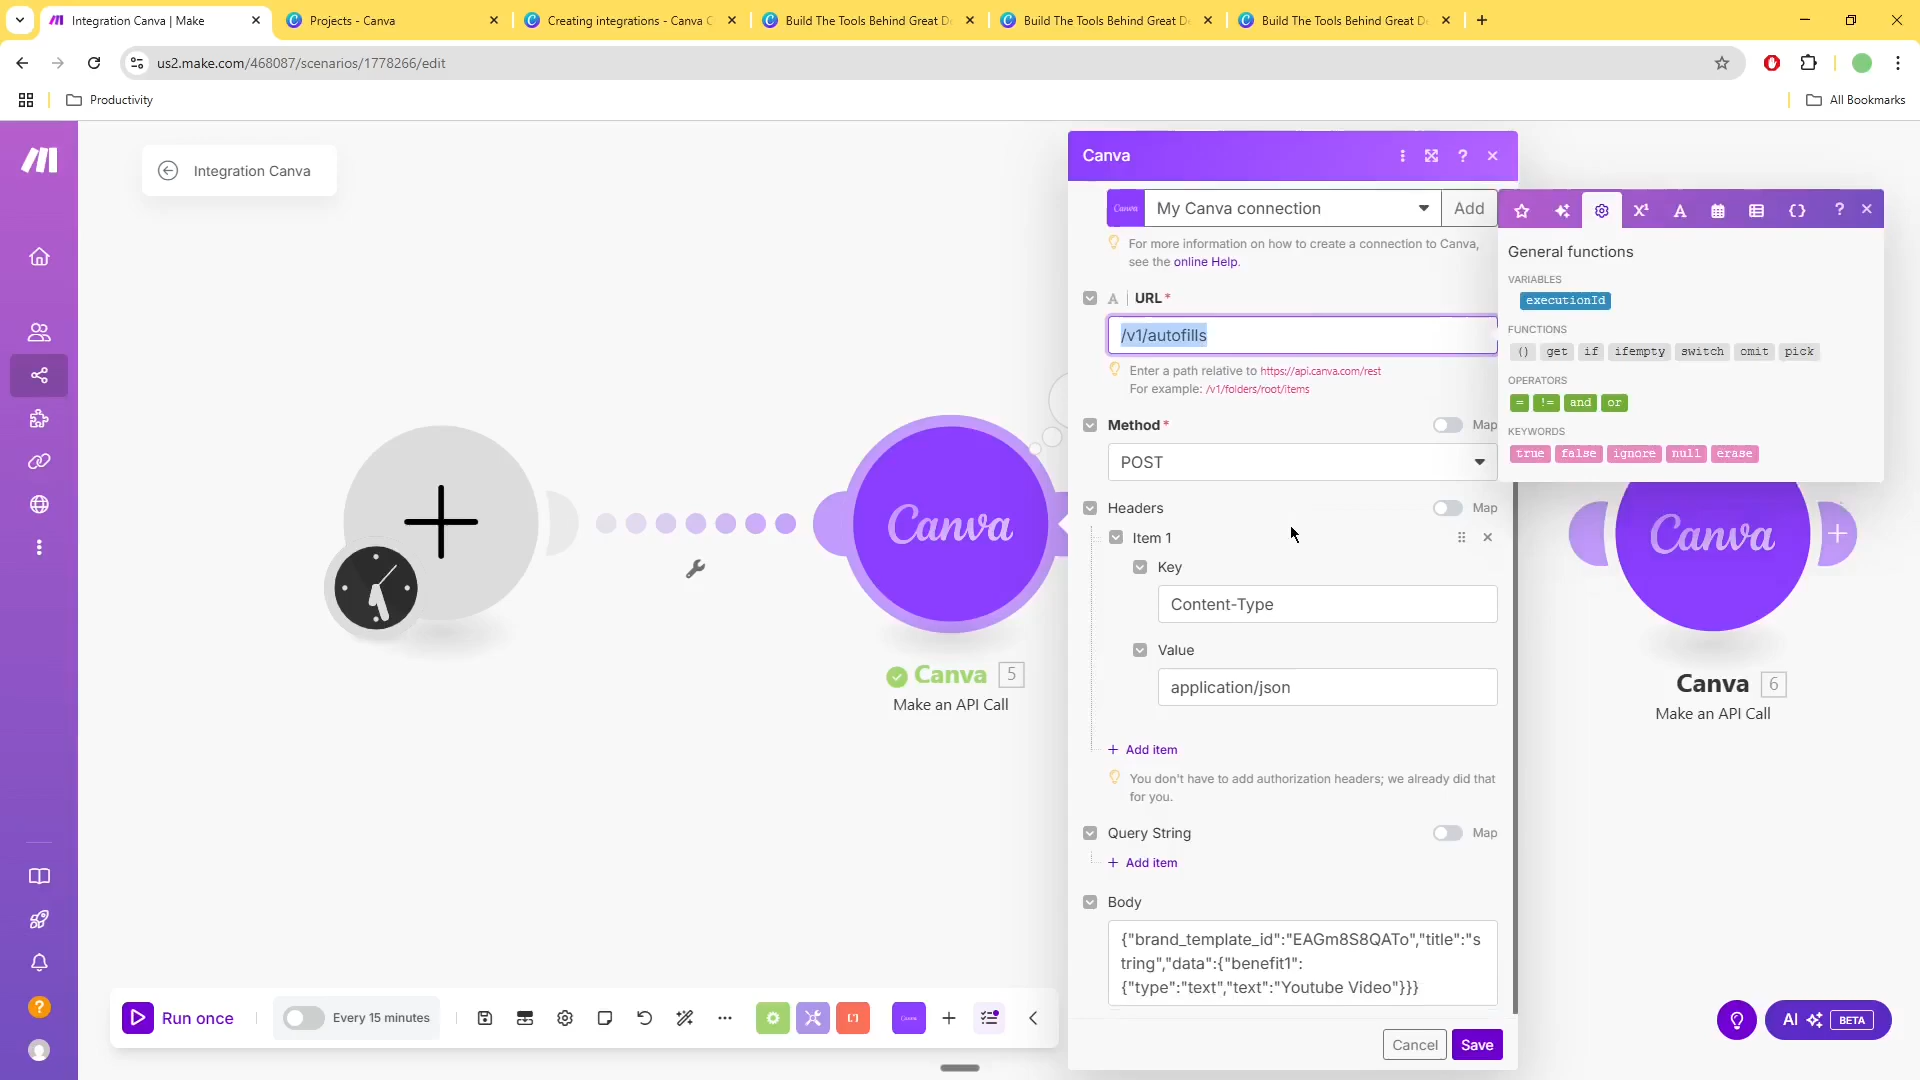 Integration Canva | Make
Projects - Canva
Creating integrations - Canva C
Build The Tools Behind Great De
Build The Tools Behind Great De
Build The Tools Behind Great De
us2.make.com/468087/scenarios/1778266/edit
Productivity
All Bookmarks
Integration Canva
Canva
Canva
My Canva connection
Add
For more information on how to create a connection to Canva,
see the online Help.
URL*
/v1/autofills
Enter a path relative to https://api.canva.com/rest
For example: /v1/folders/root/items
Method*
Map
POST
Headers
Map
Item 1
Key
Content-Type
Value
application/json
+ Add item
You don't have to add authorization headers; we already did that
for you.
Query String
Map
+ Add item
Body
{"brand_template_id":"EAGm8S8QATo","title":"s
tring","data":{"benefit1":
{"type":"text","text":"Youtube Video"}}}
Cancel
Save
General functions
VARIABLES
executionId
FUNCTIONS
() get if ifempty switch omit pick
OPERATORS
= != and or
KEYWORDS
true false ignore null erase
Canva
Canva 5
Make an API Call
Canva
Canva 6
Make an API Call
Run once
Every 15 minutes
AI BETA